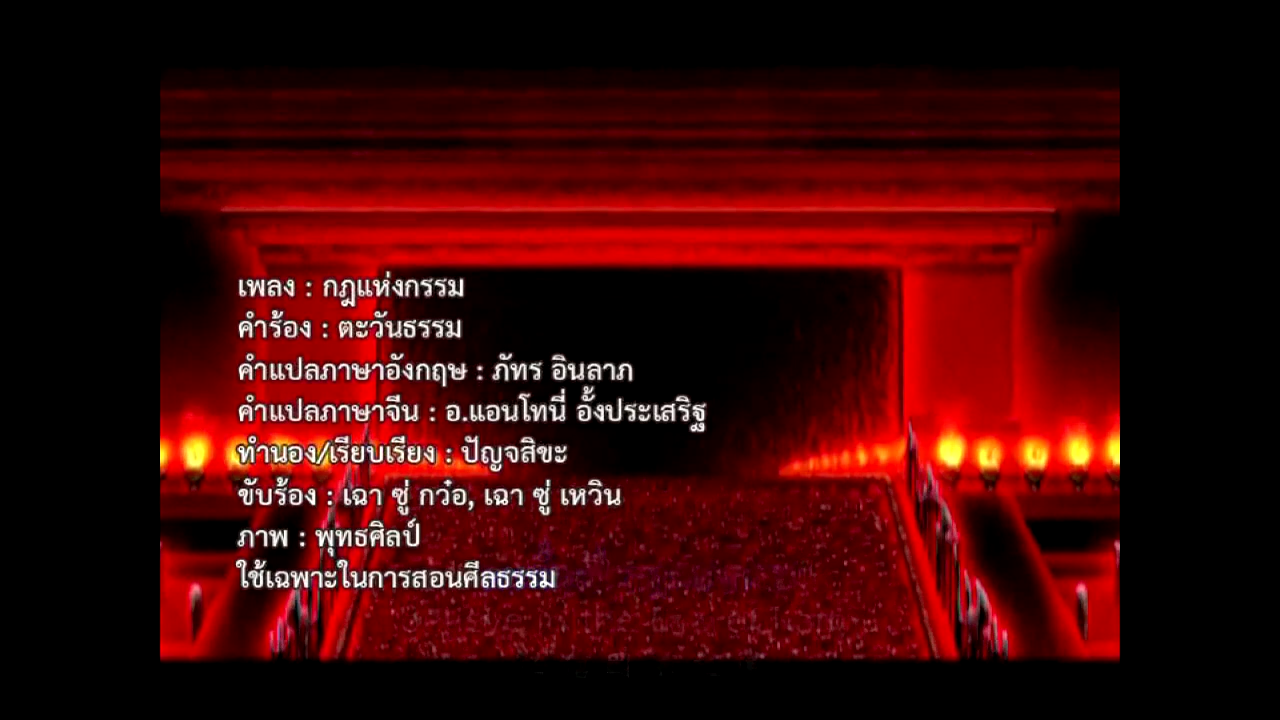 เพลง : กฎแห่งกรรม
คำร้อง : ตะวันธรรม
คำแปลภาษาอังกฤษ : ภัทร อินลาภ
คำแปลภาษาจีน : อ.แอนโทนี่ อั้งประเสริฐ
ทำนอง/เรียบเรียง : ปัญจสิขะ
ขับร้อง : เฉา ซู่ กว๋อ, เฉา ซู่ เหวิน
ภาพ : พุทธศิลป์
ใช้เฉพาะในการสอนศีลธรรม